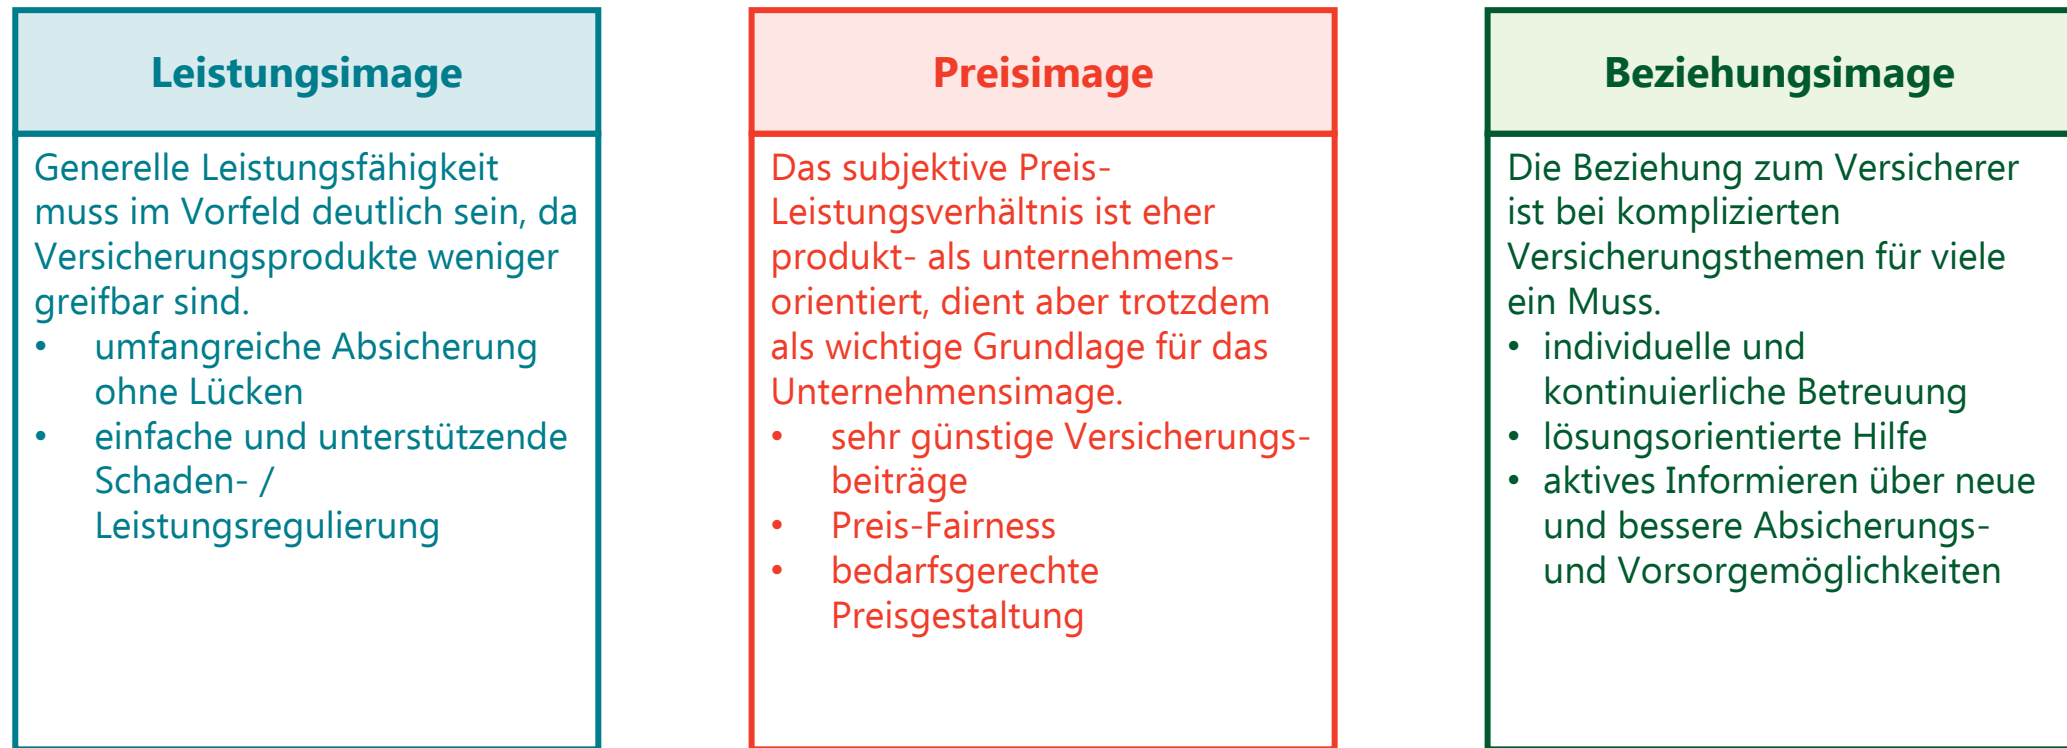 Leistungsimage
Generelle Leistungsfähigkeit
muss im Vorfeld deutlich sein, da
Versicherungsprodukte weniger
greifbar sind.
• umfangreiche Absicherung
ohne Lücken
• einfache und unterstützende
Schaden- /
Leistungsregulierung
Preisimage
Das subjektive Preis-
Leistungsverhältnis ist eher
produkt- als unternehmens-
orientiert, dient aber trotzdem
als wichtige Grundlage für das
Unternehmensimage.
• sehr günstige Versicherungs-
beiträge
• Preis-Fairness
• bedarfsgerechte
Preisgestaltung
Beziehungsimage
Die Beziehung zum Versicherer
ist bei komplizierten
Versicherungsthemen für viele
ein Muss.
• individuelle und
kontinuierliche Betreuung
• lösungsorientierte Hilfe
• aktives Informieren über neue
und bessere Absicherungs-
und Vorsorgemöglichkeiten